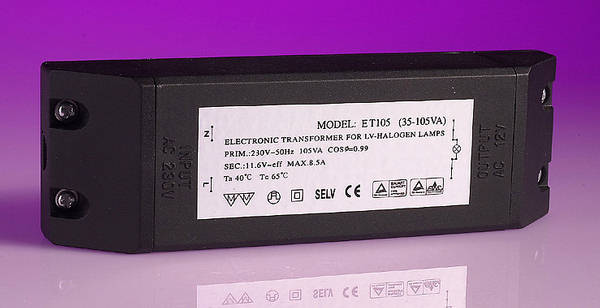 MODEL: ET105 (35-105VA)
ELECTRONIC TRANSFORMER FOR LV-HALOGEN LAMPS
PRIM.:230V~50Hz 105VA COSφ=0.99
SEC.:11.6V-eff MAX.8.5A
Ta 40°C Tc 65°C
SELV CE
N
L
INPUT
AC 230V
OUTPUT
AC 12V